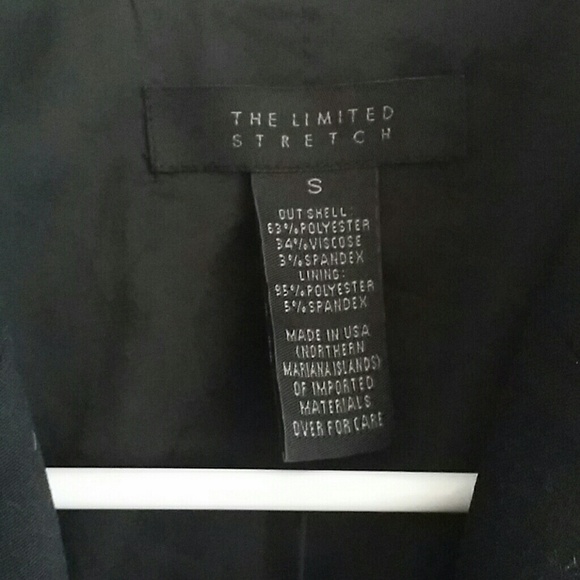 THE LIMITED
STRETCH
S
OUT SHELL:
63%POLYESTER
34%VISCOSE
3%SPANDEX
LINING:
95%POLYESTER
5%SPANDEX
MADE IN USA
(NORTHERN
MARIANA ISLANDS)
OF IMPORTED
MATERIALS
OVER FOR CARE